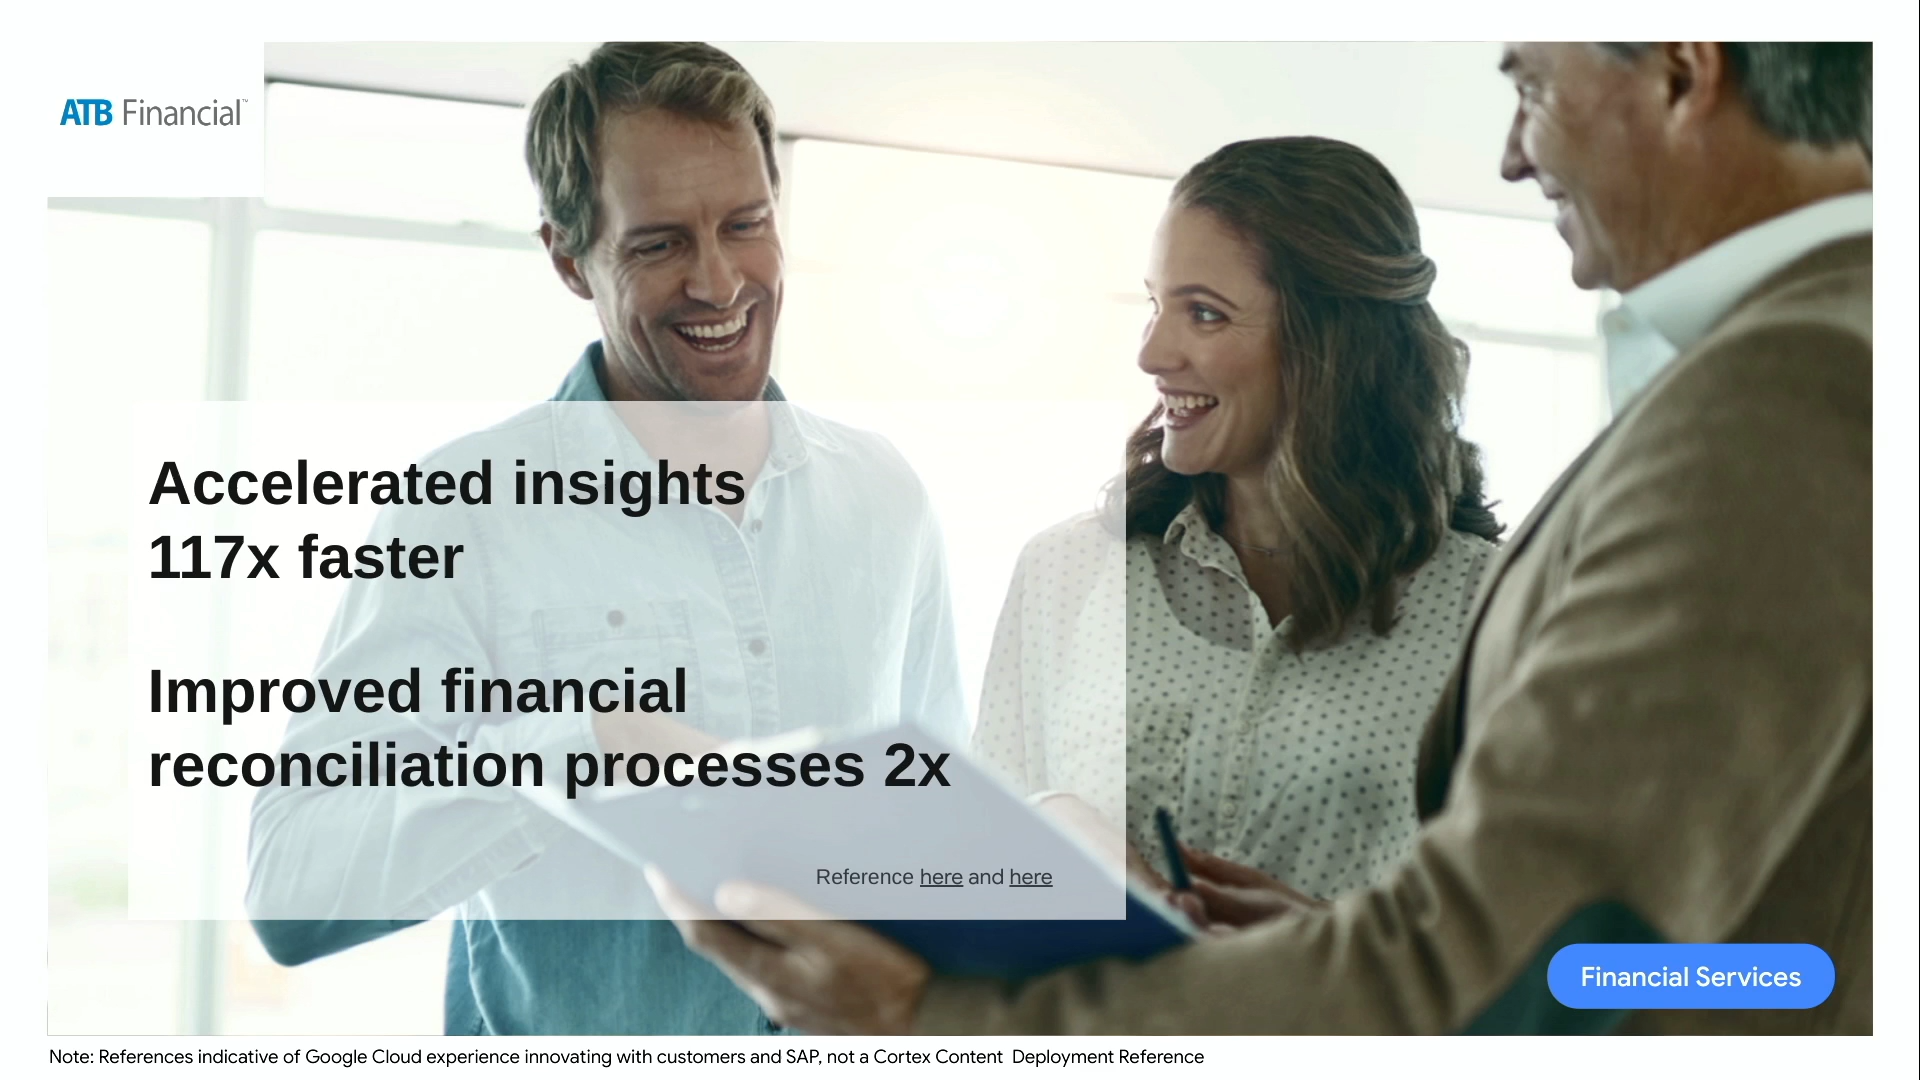 ATB Financial™
Accelerated insights
117x faster
Improved financial
reconciliation processes 2x
Reference here and here
Financial Services
Note: References indicative of Google Cloud experience innovating with customers and SAP, not a Cortex Content  Deployment Reference